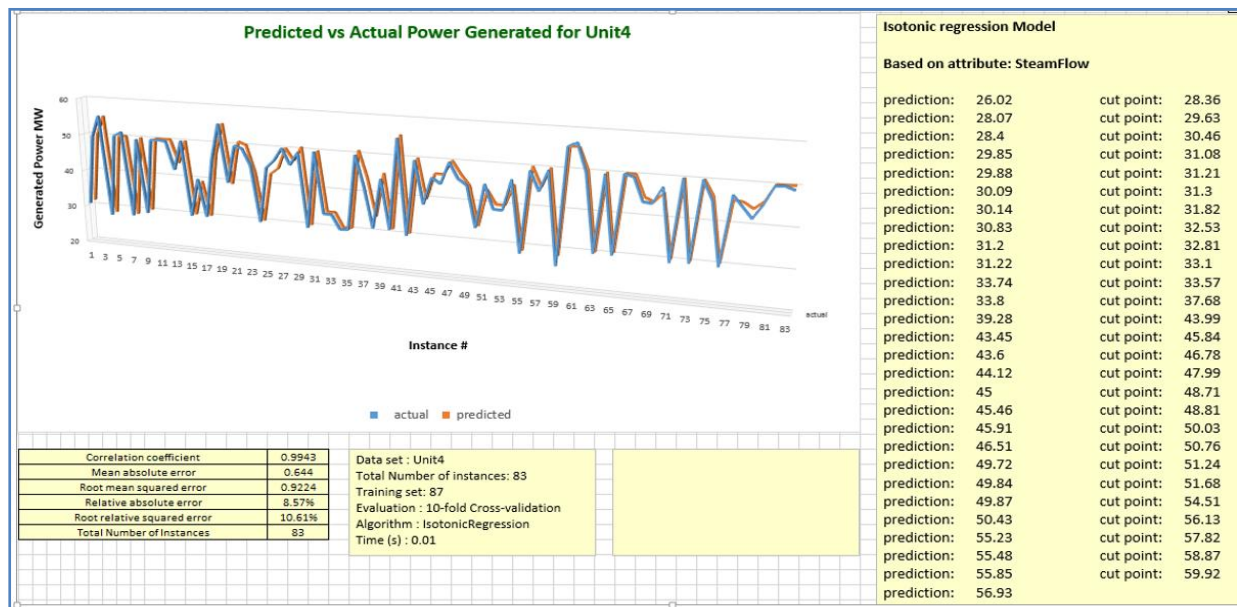 Predicted vs Actual Power Generated for Unit4
Generated Power MW
60
50
40
30
20
1 3 5 7 9 11 13 15 17 19 21 23 25 27 29 31 33 35 37 39 41 43 45 47 49 51 53 55 57 59 61 63 65 67 69 71 73 75 77 79 81 83
actual
Instance #
actual predicted
Correlation coefficient 0.9943
Mean absolute error 0.644
Root mean squared error 0.9224
Relative absolute error 8.57%
Root relative squared error 10.61%
Total Number of Instances 83
Data set : Unit4
Total Number of instances: 83
Training set: 87
Evaluation : 10-fold Cross-validation
Algorithm : IsotonicRegression
Time (s) : 0.01
Isotonic regression Model
Based on attribute: SteamFlow
prediction: 26.02 cut point: 28.36
prediction: 28.07 cut point: 29.63
prediction: 28.4 cut point: 30.46
prediction: 29.85 cut point: 31.08
prediction: 29.88 cut point: 31.21
prediction: 30.09 cut point: 31.3
prediction: 30.14 cut point: 31.82
prediction: 30.83 cut point: 32.53
prediction: 31.2 cut point: 32.81
prediction: 31.22 cut point: 33.1
prediction: 33.74 cut point: 33.57
prediction: 33.8 cut point: 37.68
prediction: 39.28 cut point: 43.99
prediction: 43.45 cut point: 45.84
prediction: 43.6 cut point: 46.78
prediction: 44.12 cut point: 47.99
prediction: 45 cut point: 48.71
prediction: 45.46 cut point: 48.81
prediction: 45.91 cut point: 50.03
prediction: 46.51 cut point: 50.76
prediction: 49.72 cut point: 51.24
prediction: 49.84 cut point: 51.68
prediction: 49.87 cut point: 54.51
prediction: 50.43 cut point: 56.13
prediction: 55.23 cut point: 57.82
prediction: 55.48 cut point: 58.87
prediction: 55.85 cut point: 59.92
prediction: 56.93